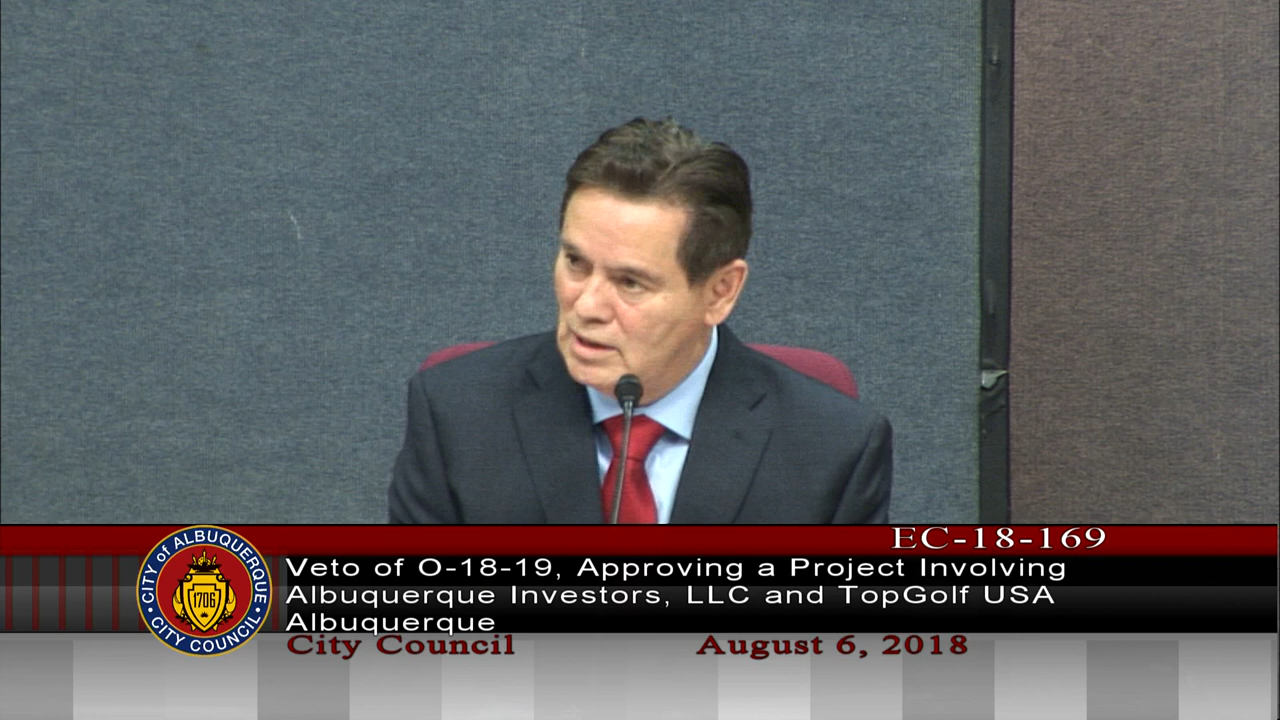 EC-18-169
Veto of O-18-19, Approving a Project Involving
Albuquerque Investors, LLC and TopGolf USA
Albuquerque
City Council August 6, 2018
CITY of ALBUQUERQUE
1706
CITY COUNCIL